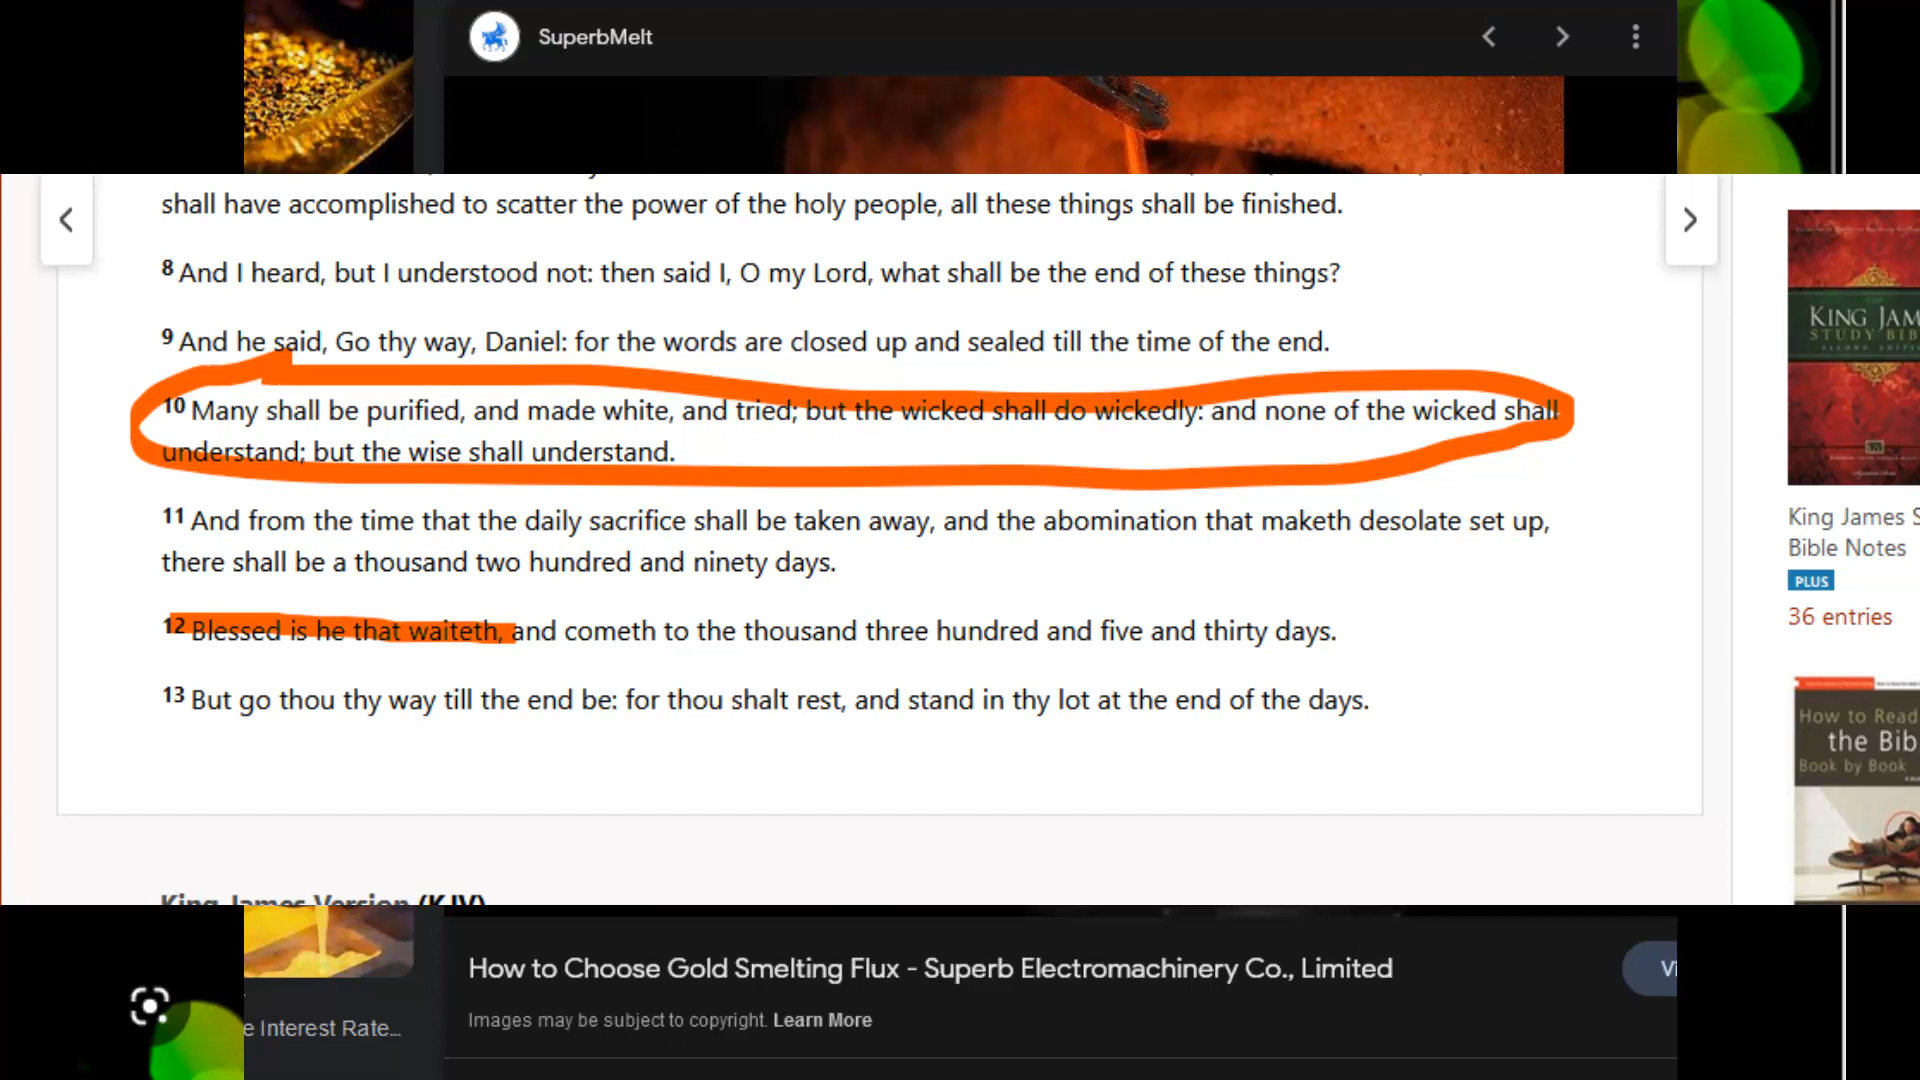 SuperbMelt
shall have accomplished to scatter the power of the holy people, all these things shall be finished.
8 And I heard, but I understood not: then said I, O my Lord, what shall be the end of these things?
9 And he said, Go thy way, Daniel: for the words are closed up and sealed till the time of the end.
10 Many shall be purified, and made white, and tried; but the wicked shall do wickedly: and none of the wicked shall
understand; but the wise shall understand.
11 And from the time that the daily sacrifice shall be taken away, and the abomination that maketh desolate set up,
there shall be a thousand two hundred and ninety days.
12 Blessed is he that waiteth, and cometh to the thousand three hundred and five and thirty days.
13 But go thou thy way till the end be: for thou shalt rest, and stand in thy lot at the end of the days.
King James Version (KJV)
KING JAM
STUDY BIB
King James S
Bible Notes
PLUS
36 entries
How to Read
the Bib
Book by Book
How to Choose Gold Smelting Flux - Superb Electromachinery Co., Limited
Vi
Images may be subject to copyright. Learn More
e Interest Rate...